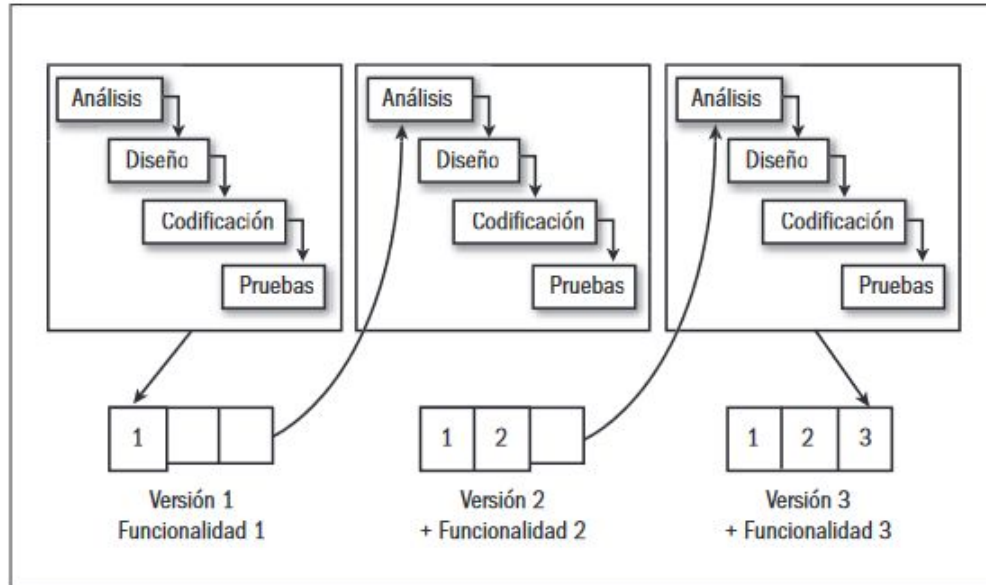 Análisis
Diseño
Codificación
Pruebas
Análisis
Diseño
Codificación
Pruebas
Análisis
Diseño
Codificación
Pruebas
1
1 2
1 2 3
Versión 1
Funcionalidad 1
Versión 2
+ Funcionalidad 2
Versión 3
+ Funcionalidad 3